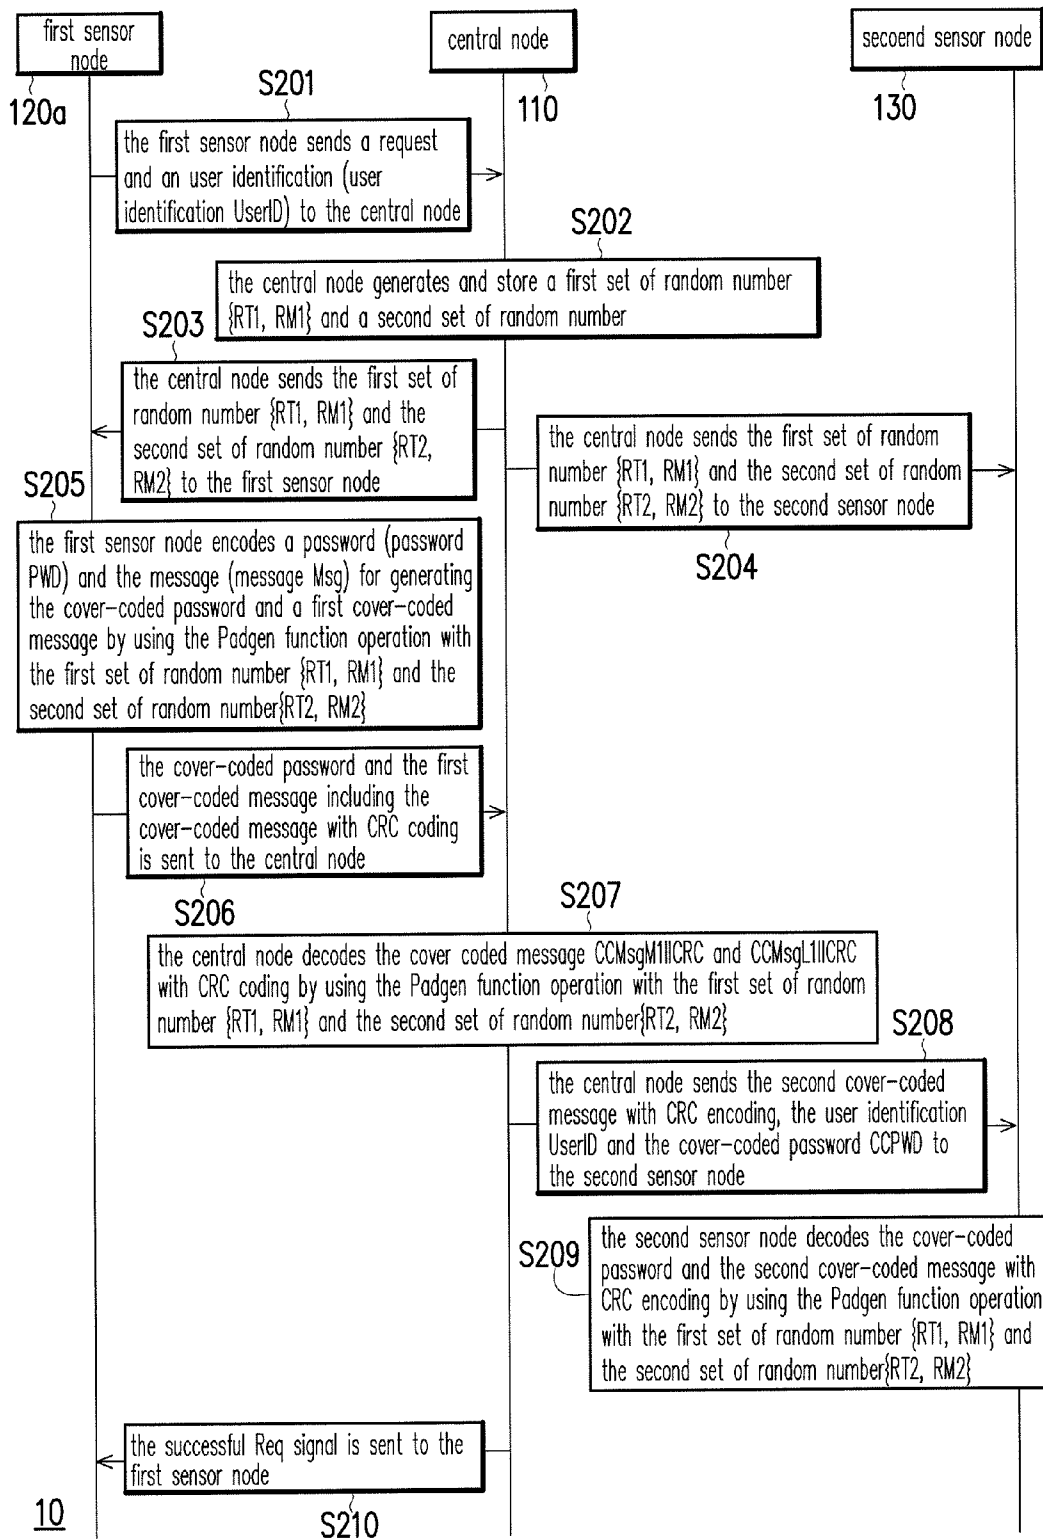 first sensor
node
central node
secoend sensor node
120a
110
130
S201
the first sensor node sends a request
and an user identification (user
identification UserID) to the central node
S202
the central node generates and store a first set of random number
{RT1, RM1} and a second set of random number
S203
the central node sends the first set of
random number {RT1, RM1} and the
second set of random number {RT2,
RM2} to the first sensor node
the central node sends the first set of random
number {RT1, RM1} and the second set of random
number {RT2, RM2} to the second sensor node
S204
S205
the first sensor node encodes a password (password
PWD) and the message (message Msg) for generating
the cover-coded password and a first cover-coded
message by using the Padgen function operation with
the first set of random number {RT1, RM1} and the
second set of random number{RT2, RM2}
the cover-coded password and the first
cover-coded message including the
cover-coded message with CRC coding
is sent to the central node
S206
S207
the central node decodes the cover coded message CCMsgM1IICRC and CCMsgL1IICRC
with CRC coding by using the Padgen function operation with the first set of random
number {RT1, RM1} and the second set of random number{RT2, RM2}
S208
the central node sends the second cover-coded
message with CRC encoding, the user identification
UserID and the cover-coded password CCPWD to
the second sensor node
S209
the second sensor node decodes the cover-coded
password and the second cover-coded message with
CRC encoding by using the Padgen function operation
with the first set of random number {RT1, RM1} and
the second set of random number{RT2, RM2}
the successful Req signal is sent to the
first sensor node
S210
10